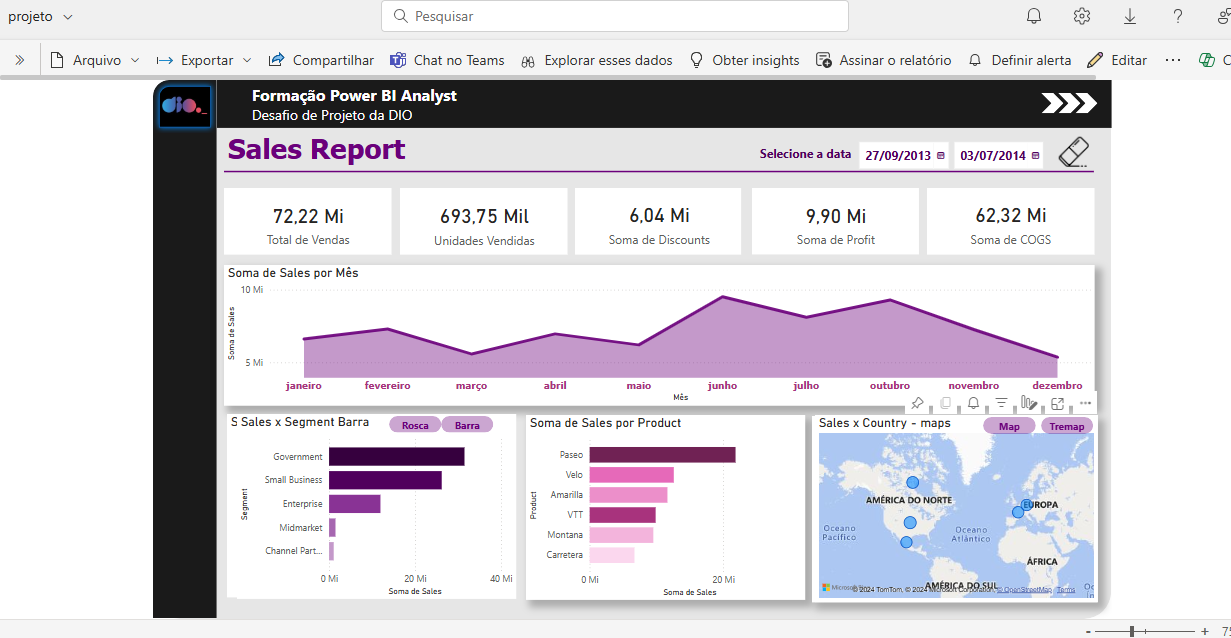 projeto
Pesquisar
Arquivo Exportar Compartilhar Chat no Teams Explorar esses dados Obter insights Assinar o relatório Definir alerta Editar
dio._
Formação Power BI Analyst
Desafio de Projeto da DIO
Sales Report
Selecione a data 27/09/2013 03/07/2014
72,22 Mi
Total de Vendas
693,75 Mil
Unidades Vendidas
6,04 Mi
Soma de Discounts
9,90 Mi
Soma de Profit
62,32 Mi
Soma de COGS
Soma de Sales por Mês
Soma de Sales
10 Mi
5 Mi
janeiro fevereiro março abril maio junho julho outubro novembro dezembro
Mês
S Sales x Segment Barra
Rosca Barra
Segment
Government
Small Business
Enterprise
Midmarket
Channel Part...
0 Mi 20 Mi 40 Mi
Soma de Sales
Soma de Sales por Product
Product
Paseo
Velo
Amarilla
VTT
Montana
Carretera
0 Mi 20 Mi
Soma de Sales
Sales x Country - maps
Map Tremap
AMÉRICA DO NORTE
EUROPA
Oceano
Pacífico
Oceano
Atlântico
ÁFRICA
AMÉRICA DO SUL
© 2024 TomTom, © 2024 Microsoft Corporation, © OpenStreetMap Terms
- +